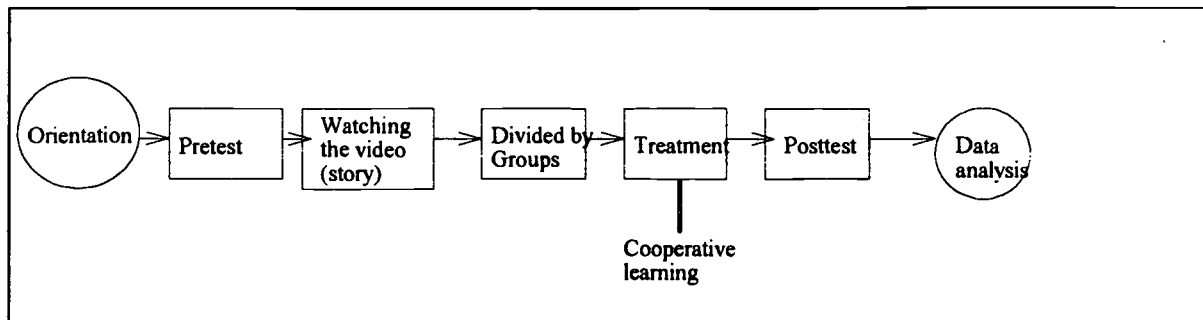 Orientation
Pretest
Watching
the video
(story)
Divided by
Groups
Treatment
Posttest
Data
analysis
Cooperative
learning